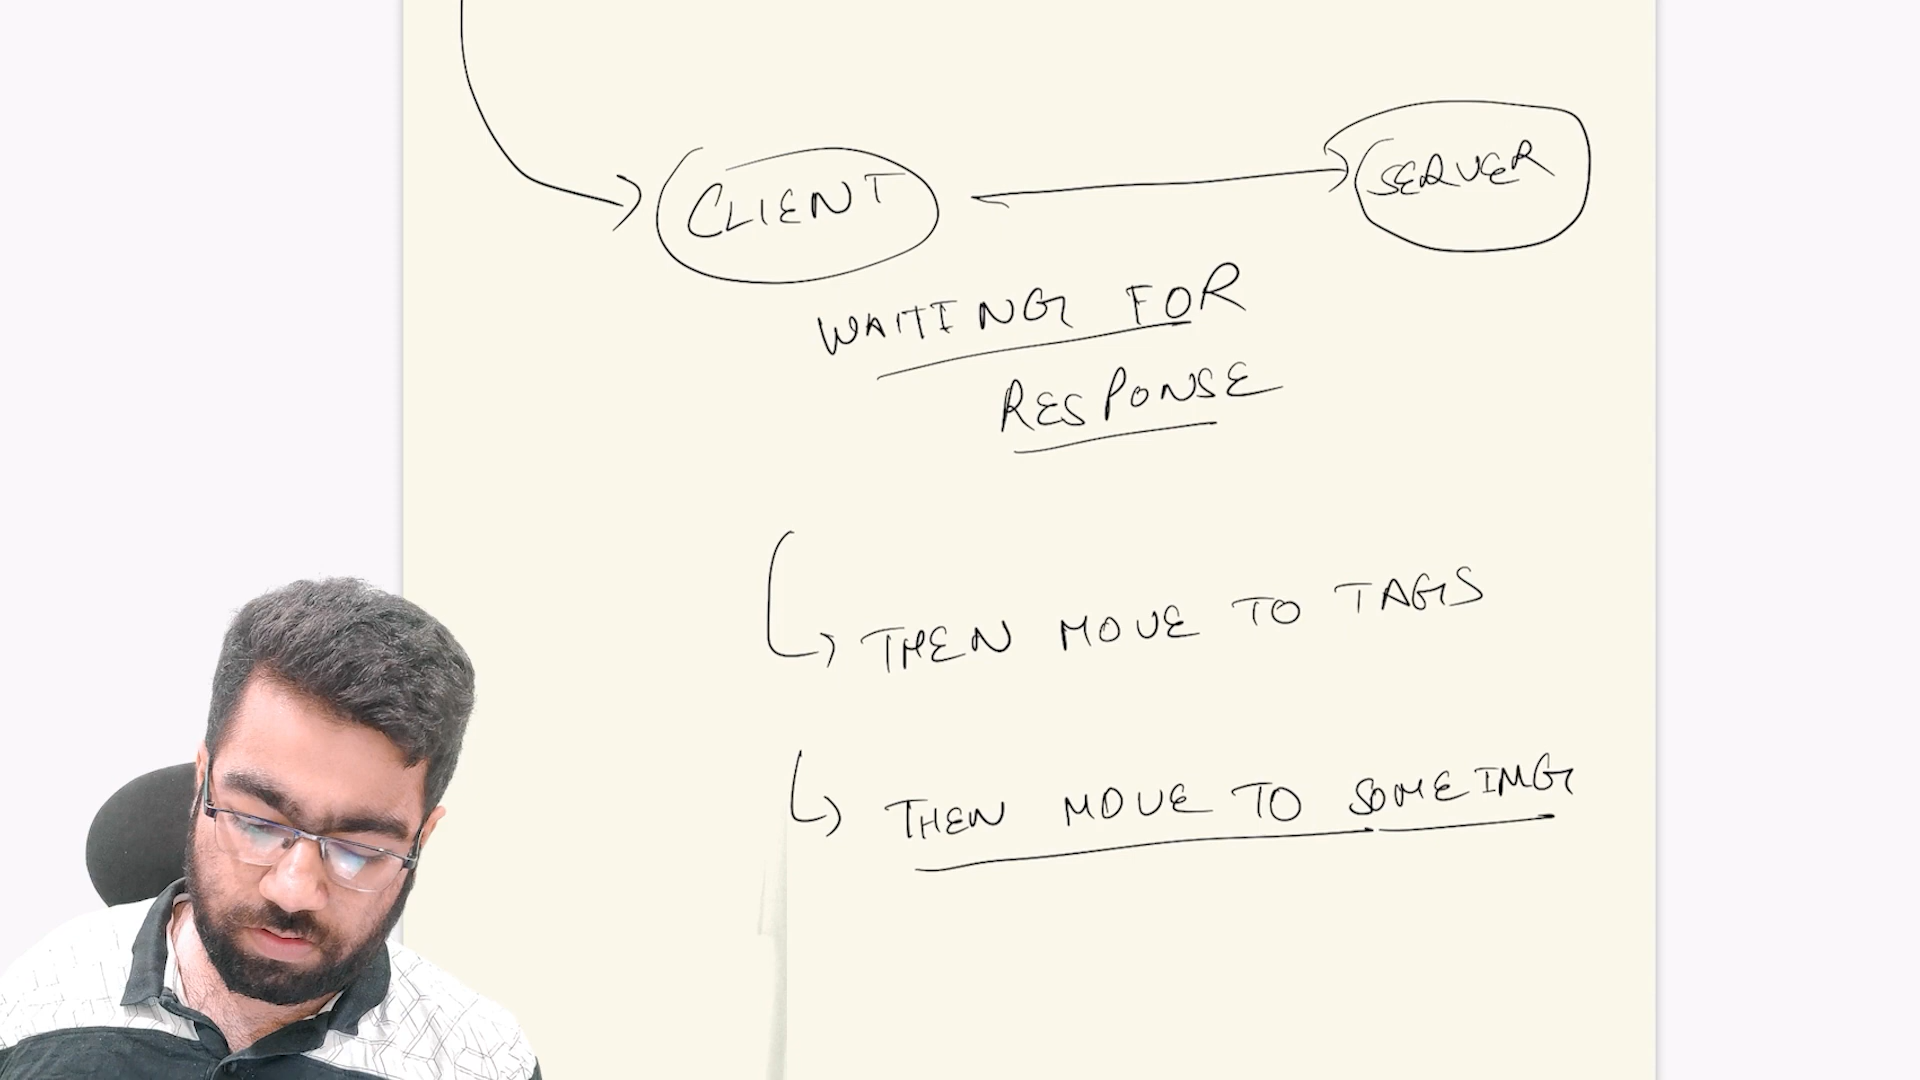 CLIENT
SERVER
WAITING FOR
RESPONSE
THEN MOVE TO TAGS
THEN MOVE TO SOMEIMG